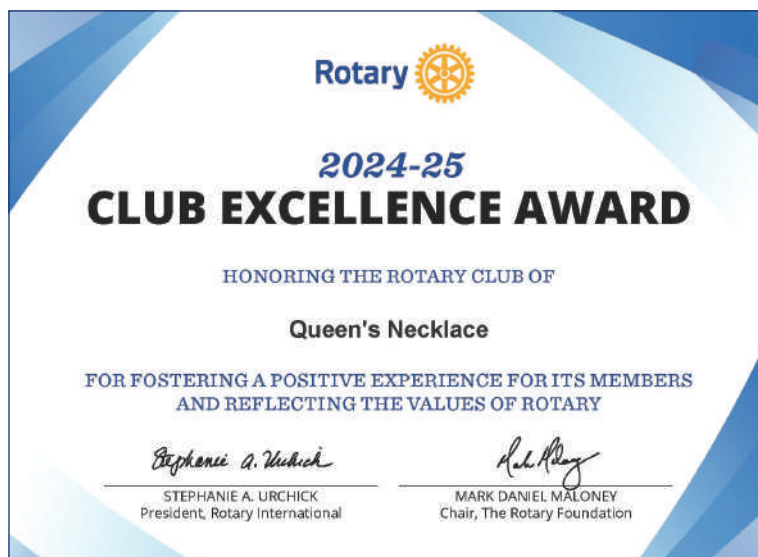 Rotary
2024-25
CLUB EXCELLENCE AWARD
HONORING THE ROTARY CLUB OF
Queen's Necklace
FOR FOSTERING A POSITIVE EXPERIENCE FOR ITS MEMBERS
AND REFLECTING THE VALUES OF ROTARY
Stephanie A. Urchick
STEPHANIE A. URCHICK
President, Rotary International
MARK DANIEL MALONEY
Chair, The Rotary Foundation